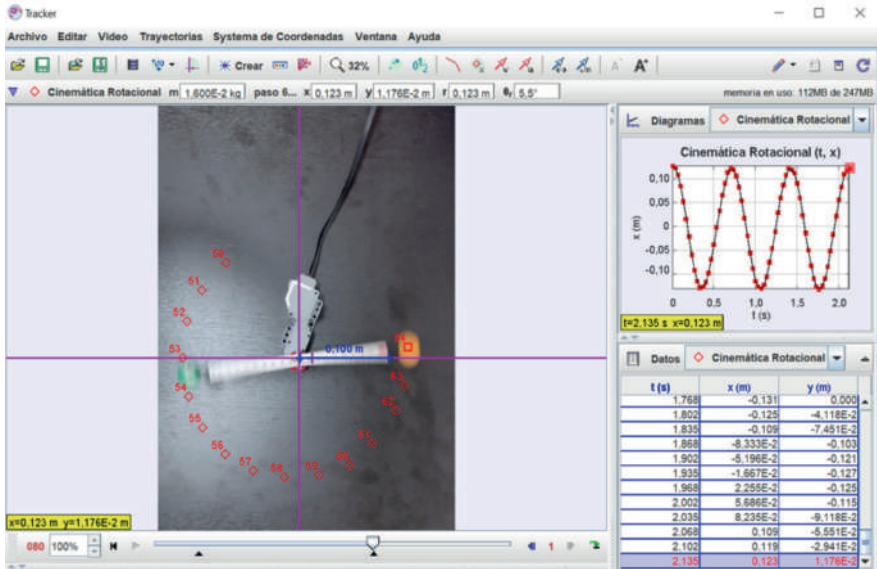 Tracker
Archivo Editar Video Trayectorias Systema de Coordenadas Ventana Ayuda
Crear 32%
Cinemática Rotacional m 1,600E-2 kg paso 6... x 0,123 m y 1,176E-2 m r 0,123 m θr 5,5°
memoria en uso: 112MB de 247MB
Diagramas Cinemática Rotacional
Cinemática Rotacional (t, x)
0,10
0,05
0
-0,05
-0,10
x (m)
0 0,5 1,0 1,5 2,0
t (s)
t=2,135 s x=0,123 m
50
51
52
53
54
55
56
57
58
59
60
61
62
63
64
0,100 m
Datos Cinemática Rotacional
t (s) x (m) y (m)
1,768 -0,131 0,000
1,802 -0,125 -4,118E-2
1,835 -0,109 -7,451E-2
1,868 -8,333E-2 -0,103
1,902 -5,196E-2 -0,121
1,935 -1,667E-2 -0,127
1,968 2,255E-2 -0,125
2,002 5,686E-2 -0,115
2,035 8,235E-2 -9,118E-2
2,068 0,109 -5,551E-2
2,102 0,119 -2,941E-2
2,135 0,123 1,176E-2
x=0,123 m y=1,176E-2 m
080 100% 1